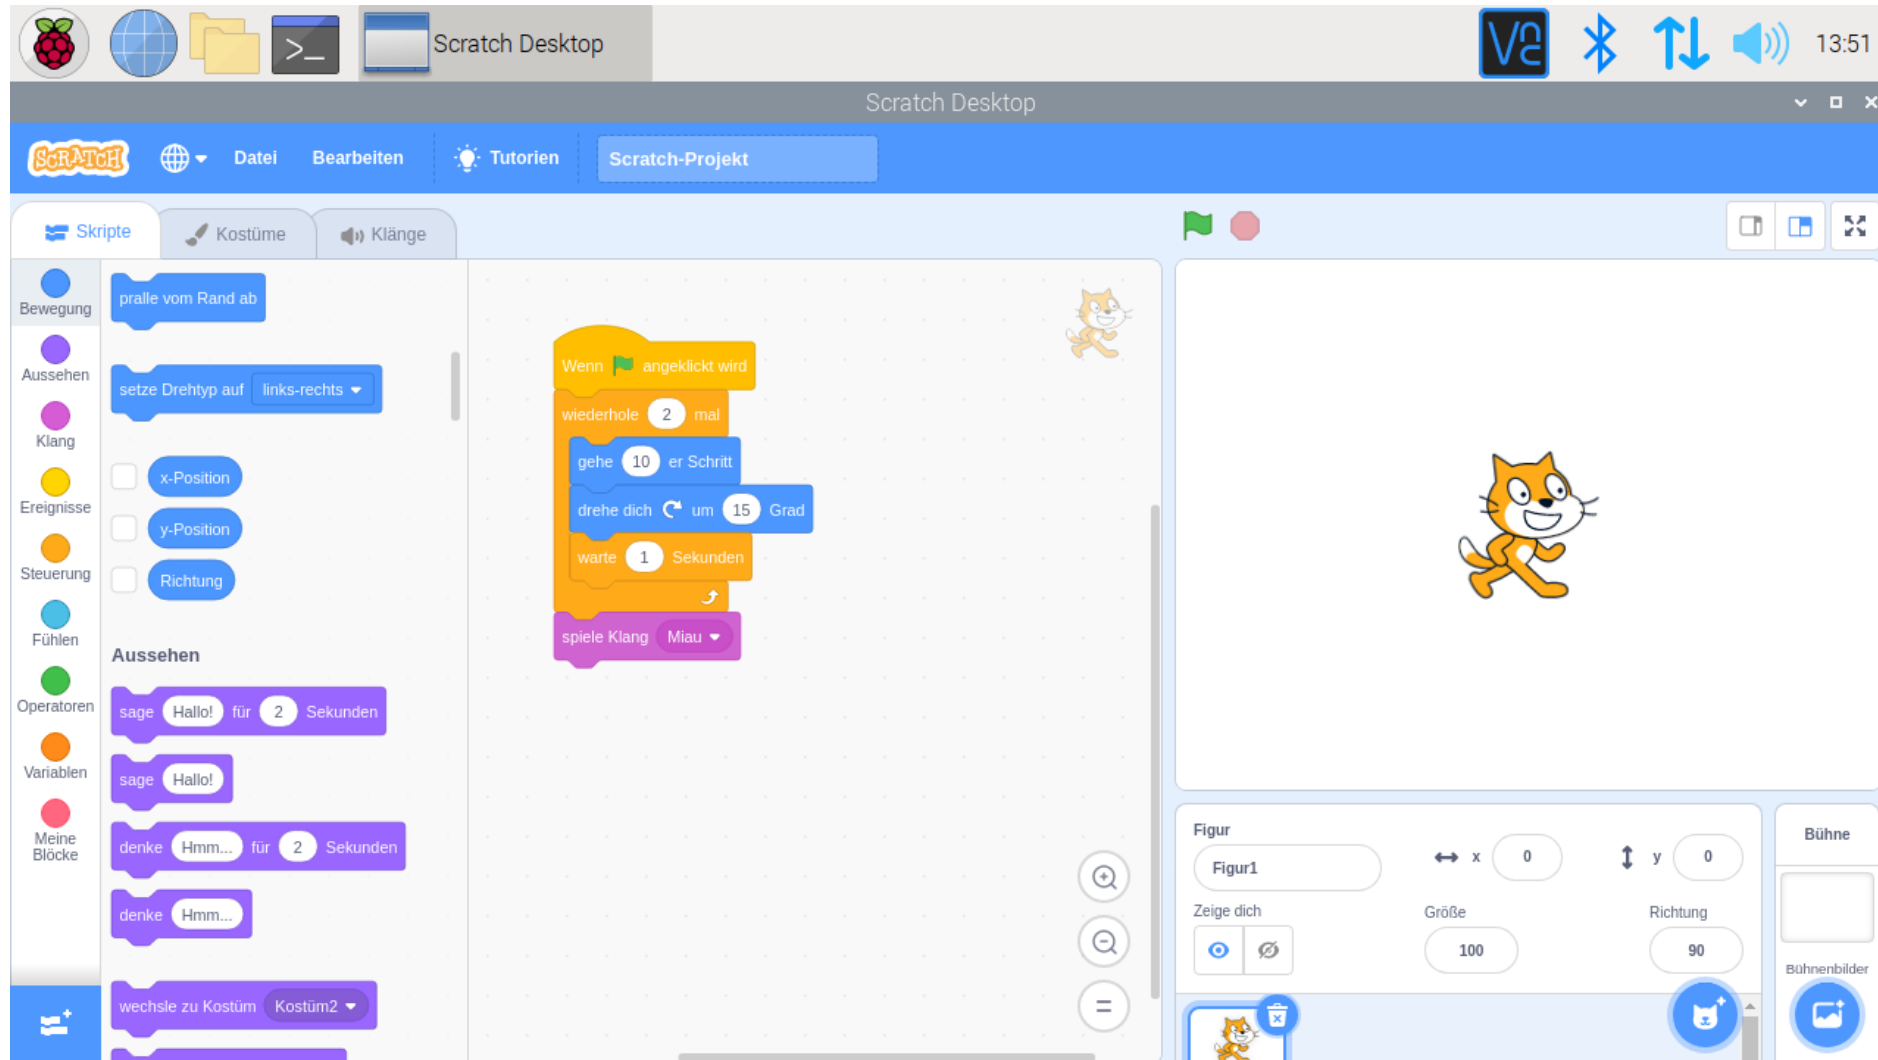 Scratch Desktop
VNC
13:51
Scratch Desktop
SCRATCH
Datei
Bearbeiten
Tutorien
Scratch-Projekt
Skripte
Kostüme
Klänge
Bewegung
Aussehen
Klang
Ereignisse
Steuerung
Fühlen
Operatoren
Variablen
Meine
Blöcke
pralle vom Rand ab
setze Drehtyp auf links-rechts
x-Position
y-Position
Richtung
Aussehen
sage Hallo! für 2 Sekunden
sage Hallo!
denke Hmm... für 2 Sekunden
denke Hmm...
wechsle zu Kostüm Kostüm2
Wenn angeklickt wird
wiederhole 2 mal
gehe 10 er Schritt
drehe dich um 15 Grad
warte 1 Sekunden
spiele Klang Miau
Figur
Figur1
x 0
y 0
Zeige dich
Größe
100
Richtung
90
Bühne
Bühnenbilder